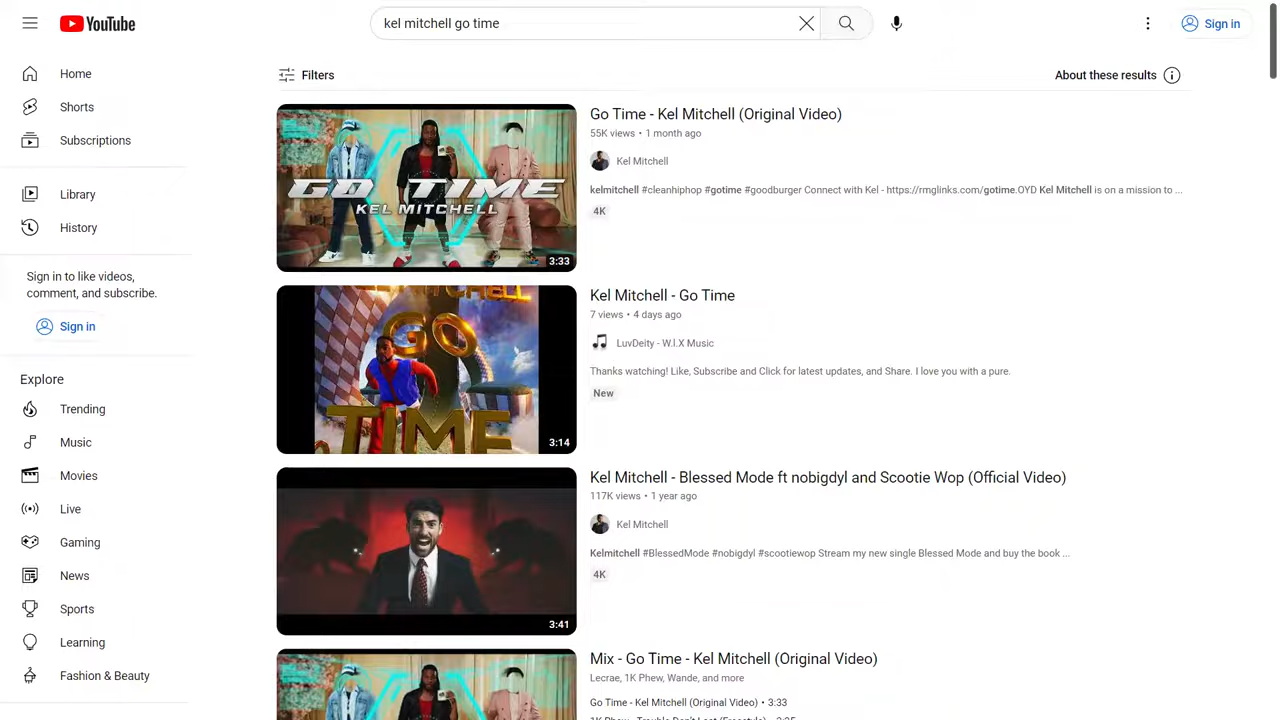 YouTube
kel mitchell go time
Sign in
Home
Shorts
Subscriptions
Library
History
Sign in to like videos,
comment, and subscribe.
Sign in
Explore
Trending
Music
Movies
Live
Gaming
News
Sports
Learning
Fashion & Beauty
Filters
About these results
GO TIME
KEL MITCHELL
3:33
Go Time - Kel Mitchell (Original Video)
55K views • 1 month ago
Kel Mitchell
kelmitchell #cleanhiphop #gotime #goodburger Connect with Kel - https://rmglinks.com/gotime.OYD Kel Mitchell is on a mission to ...
4K
GO
TIME
3:14
Kel Mitchell - Go Time
7 views • 4 days ago
LuvDeity - W.I.X Music
Thanks watching! Like, Subscribe and Click for latest updates, and Share. I love you with a pure.
New
3:41
Kel Mitchell - Blessed Mode ft nobigdyl and Scootie Wop (Official Video)
117K views • 1 year ago
Kel Mitchell
Kelmitchell #BlessedMode #nobigdyl #scootiewop Stream my new single Blessed Mode and buy the book ...
4K
Mix - Go Time - Kel Mitchell (Original Video)
Lecrae, 1K Phew, Wande, and more
Go Time - Kel Mitchell (Original Video) • 3:33